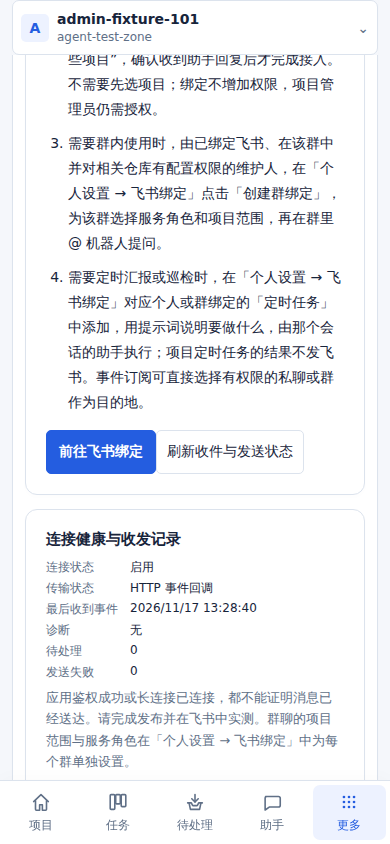 A
admin-fixture-101
agent-test-zone
些项目”，确认收到助手回复后才完成接入。
不需要先选项目；绑定不增加权限，项目管
理员仍需授权。
3. 需要群内使用时，由已绑定飞书、在该群中
并对相关仓库有配置权限的维护人，在「个
人设置 → 飞书绑定」点击「创建群绑定」，
为该群选择服务角色和项目范围，再在群里
@ 机器人提问。
4. 需要定时汇报或巡检时，在「个人设置 → 飞
书绑定」对应个人或群绑定的「定时任务」
中添加，用提示词说明要做什么，由那个会
话的助手执行；项目定时任务的结果不发飞
书。事件订阅可直接选择有权限的私聊或群
作为目的地。
前往飞书绑定
刷新收件与发送状态
连接健康与收发记录
连接状态 启用
传输状态 HTTP 事件回调
最后收到事件 2026/11/17 13:28:40
诊断 无
待处理 0
发送失败 0
应用鉴权成功或长连接已连接，都不能证明消息已
经送达。请完成发布并在飞书中实测。群聊的项目
范围与服务角色在「个人设置 → 飞书绑定」中为每
个群单独设置。
项目
任务
待处理
助手
更多